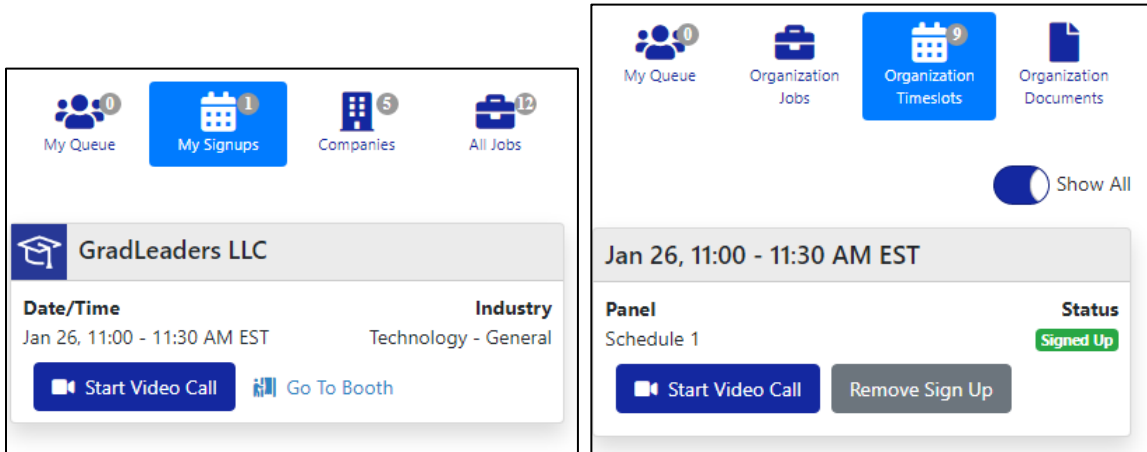 0
My Queue
1
My Signups
5
Companies
12
All Jobs
GradLeaders LLC
Date/Time Industry
Jan 26, 11:00 - 11:30 AM EST Technology - General
Start Video Call Go To Booth
0
My Queue
Organization
Jobs
9
Organization
Timeslots
Organization
Documents
Show All
Jan 26, 11:00 - 11:30 AM EST
Panel Status
Schedule 1 Signed Up
Start Video Call Remove Sign Up